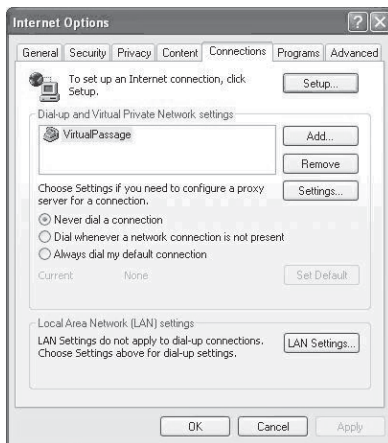 Internet Options
General Security Privacy Content Connections Programs Advanced
To set up an Internet connection, click
Setup.
Setup...
Dial-up and Virtual Private Network settings
VirtualPassage
Add...
Remove
Choose Settings if you need to configure a proxy
server for a connection.
Settings...
Never dial a connection
Dial whenever a network connection is not present
Always dial my default connection
Current None
Set Default
Local Area Network (LAN) settings
LAN Settings do not apply to dial-up connections.
Choose Settings above for dial-up settings.
LAN Settings...
OK Cancel Apply